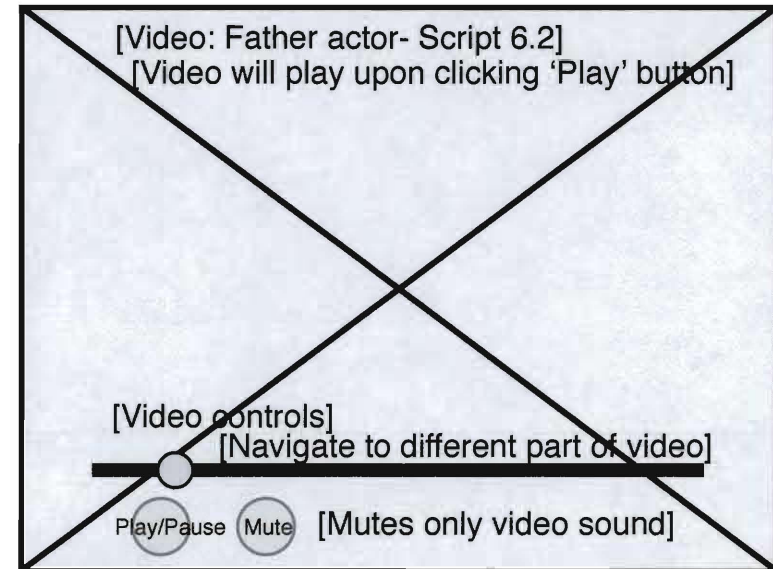 [Video: Father actor- Script 6.2]
[Video will play upon clicking ‘Play’ button]
[Video controls]
[Navigate to different part of video]
Play/Pause Mute [Mutes only video sound]